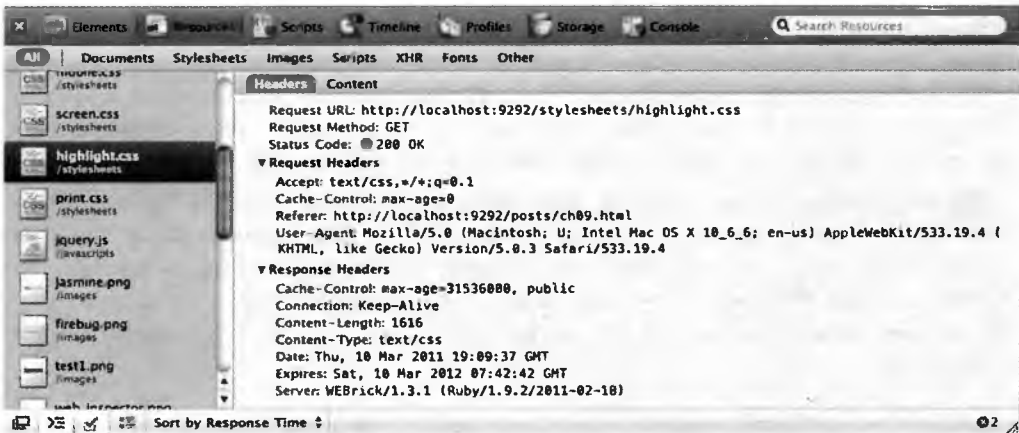 Elements Resources Scripts Timeline Profiles Storage Console Search Resources
All Documents Stylesheets Images Scripts XHR Fonts Other
mobile.css
/stylesheets
screen.css
/stylesheets
highlight.css
/stylesheets
print.css
/stylesheets
jquery.js
/javascripts
jasmine.png
/images
firebug.png
/images
test1.png
/images
web_inspector.png
Headers Content
Request URL: http://localhost:9292/stylesheets/highlight.css
Request Method: GET
Status Code: 200 OK
▼Request Headers
Accept: text/css,*/*;q=0.1
Cache-Control: max-age=0
Referer: http://localhost:9292/posts/ch09.html
User-Agent: Mozilla/5.0 (Macintosh; U; Intel Mac OS X 10_6_6; en-us) AppleWebKit/533.19.4 (
KHTML, like Gecko) Version/5.0.3 Safari/533.19.4
▼Response Headers
Cache-Control: max-age=31536000, public
Connection: Keep-Alive
Content-Length: 1616
Content-Type: text/css
Date: Thu, 10 Mar 2011 19:09:37 GMT
Expires: Sat, 10 Mar 2012 07:42:42 GMT
Server: WEBrick/1.3.1 (Ruby/1.9.2/2011-02-18)
Sort by Response Time
2